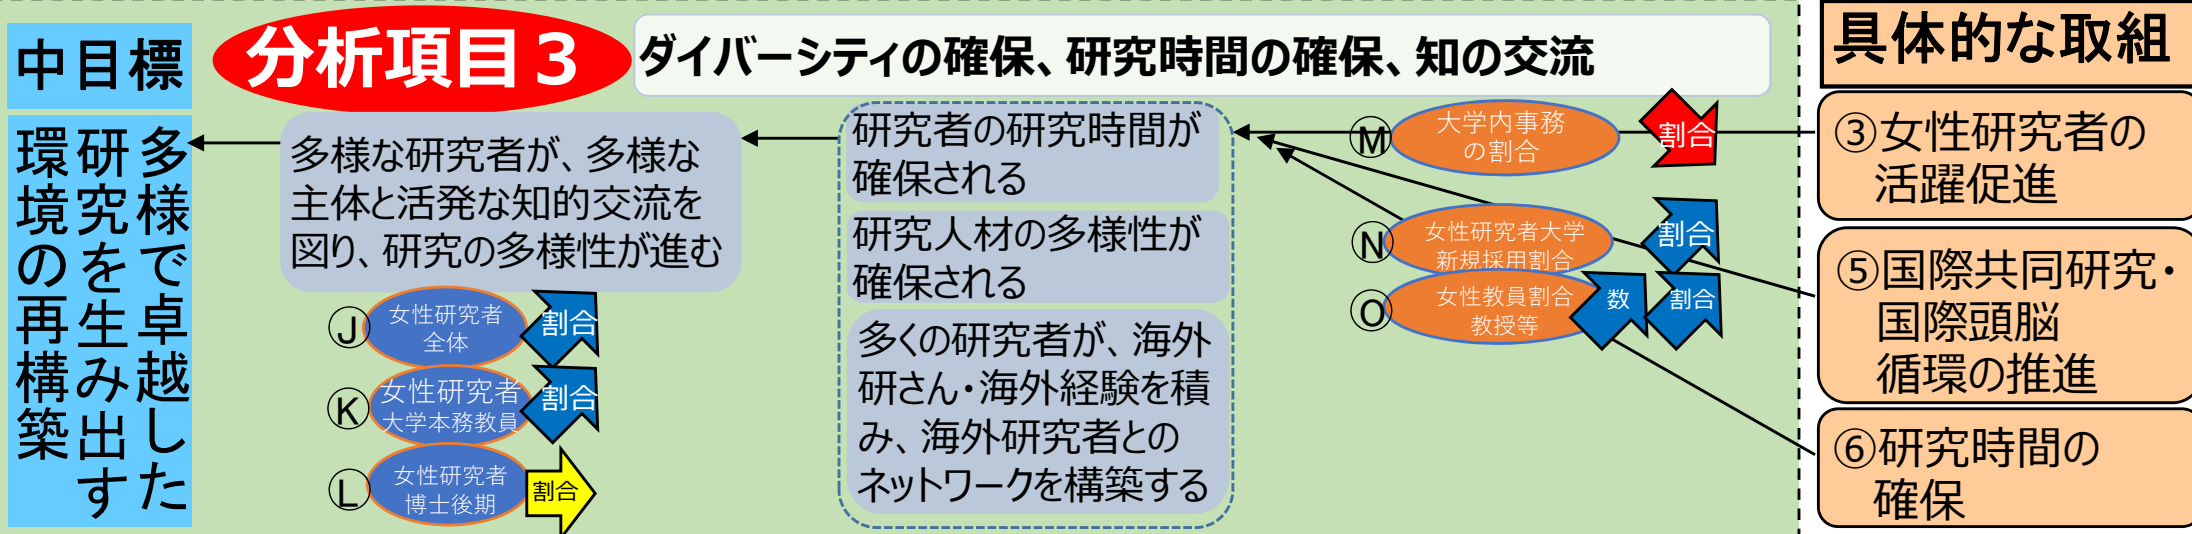 中目標
多様で卓越した
研究を生み出す
環境の再構築
分析項目３
ダイバーシティの確保、研究時間の確保、知の交流
多様な研究者が、多様な
主体と活発な知的交流を
図り、研究の多様性が進む
Ⓙ
女性研究者
全体
割合
Ⓚ
女性研究者
大学本務教員
割合
Ⓛ
女性研究者
博士後期
割合
研究者の研究時間が
確保される
研究人材の多様性が
確保される
多くの研究者が、海外
研さん・海外経験を積
み、海外研究者との
ネットワークを構築する
Ⓜ
大学内事務
の割合
割合
Ⓝ
女性研究者大学
新規採用割合
割合
Ⓞ
女性教員割合
教授等
数
割合
具体的な取組
③女性研究者の
活躍促進
⑤国際共同研究・
国際頭脳
循環の推進
⑥研究時間の
確保